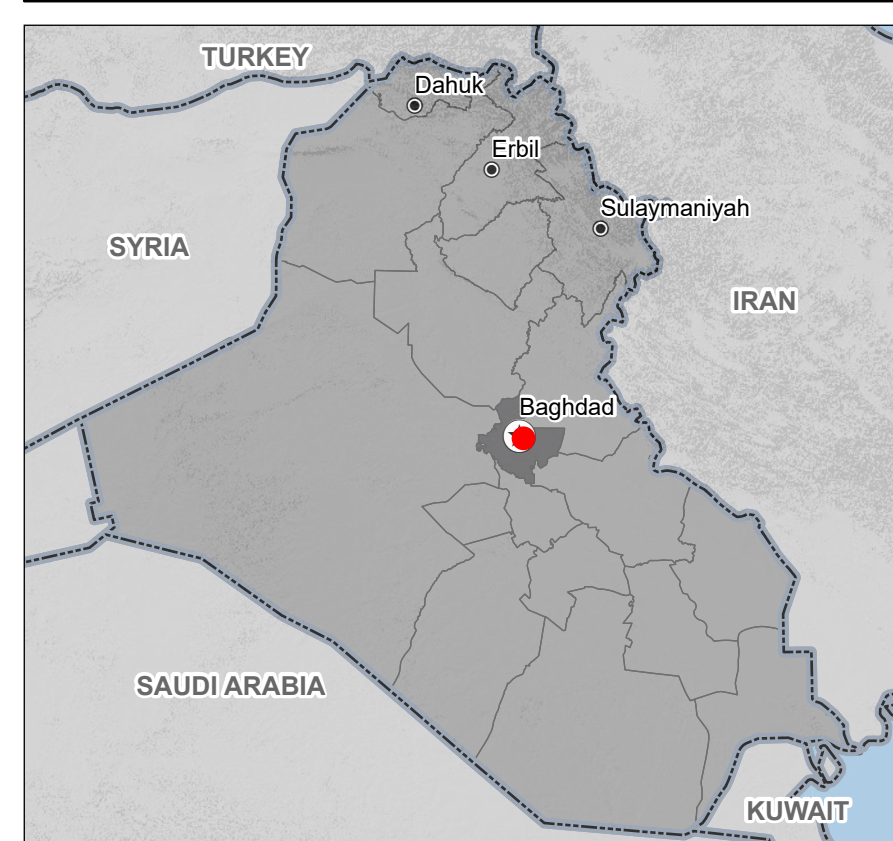 TURKEY
Dahuk
Erbil
Sulaymaniyah
SYRIA
IRAN
Baghdad
SAUDI ARABIA
KUWAIT